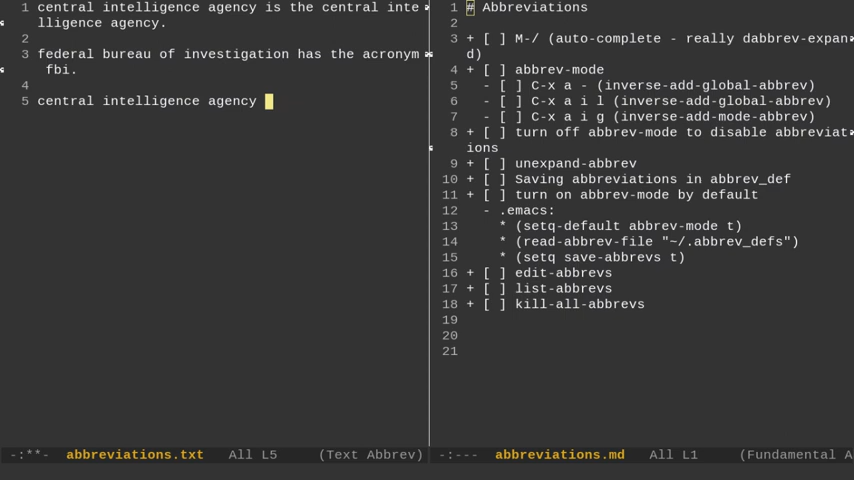 1 central intelligence agency is the central inte
lligence agency.
2
3 federal bureau of investigation has the acronym
fbi.
4
5 central intelligence agency
-:**-  abbreviations.txt   All L5     (Text Abbrev)
1 # Abbreviations
2
3 + [ ] M-/ (auto-complete - really dabbrev-expan
d)
4 + [ ] abbrev-mode
5   - [ ] C-x a - (inverse-add-global-abbrev)
6   - [ ] C-x a i l (inverse-add-global-abbrev)
7   - [ ] C-x a i g (inverse-add-mode-abbrev)
8 + [ ] turn off abbrev-mode to disable abbreviat
ions
9 + [ ] unexpand-abbrev
10 + [ ] Saving abbreviations in abbrev_def
11 + [ ] turn on abbrev-mode by default
12   - .emacs:
13     * (setq-default abbrev-mode t)
14     * (read-abbrev-file "~/.abbrev_defs")
15     * (setq save-abbrevs t)
16 + [ ] edit-abbrevs
17 + [ ] list-abbrevs
18 + [ ] kill-all-abbrevs
19
20
21
-:---  abbreviations.md   All L1     (Fundamental A